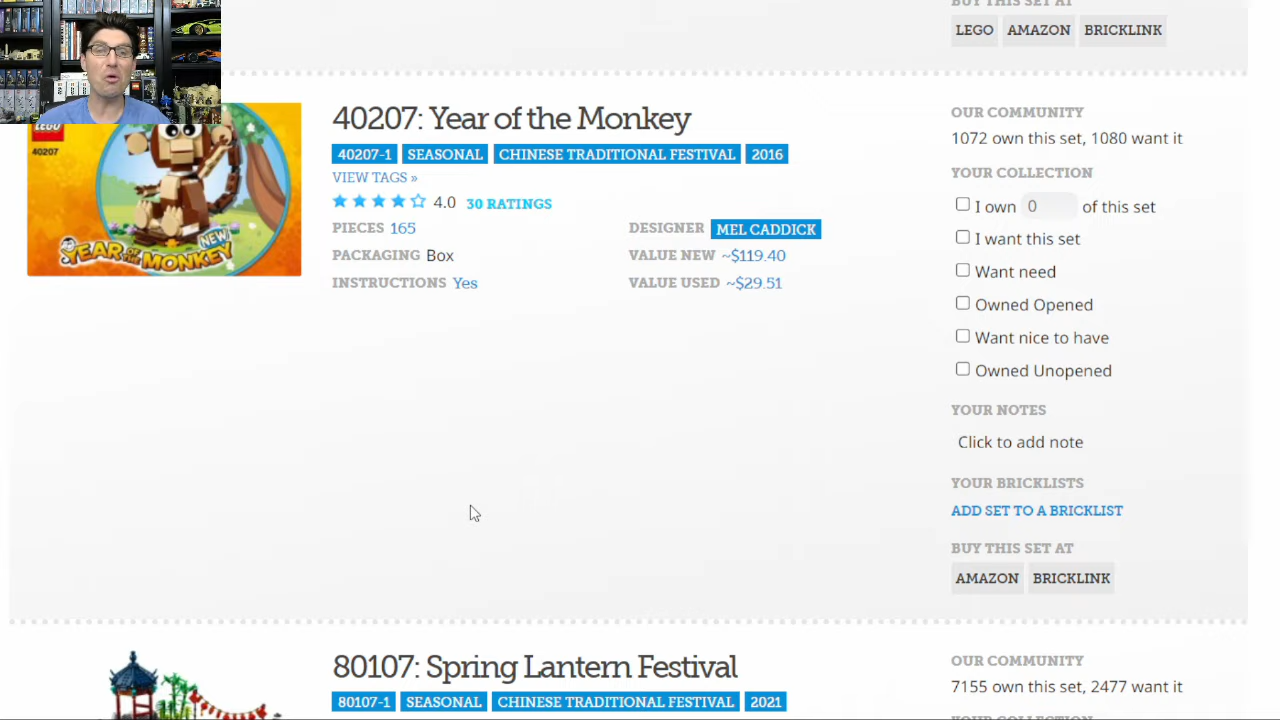 BUY THIS SET AT
LEGO AMAZON BRICKLINK
LEGO
40207
YEAR OF THE MONKEY
NEW
40207: Year of the Monkey
40207-1 SEASONAL CHINESE TRADITIONAL FESTIVAL 2016
VIEW TAGS »
4.0 30 RATINGS
PIECES 165
PACKAGING Box
INSTRUCTIONS Yes
DESIGNER MEL CADDICK
VALUE NEW ~$119.40
VALUE USED ~$29.51
OUR COMMUNITY
1072 own this set, 1080 want it
YOUR COLLECTION
I own 0 of this set
I want this set
Want need
Owned Opened
Want nice to have
Owned Unopened
YOUR NOTES
Click to add note
YOUR BRICKLISTS
ADD SET TO A BRICKLIST
BUY THIS SET AT
AMAZON BRICKLINK
80107: Spring Lantern Festival
80107-1 SEASONAL CHINESE TRADITIONAL FESTIVAL 2021
OUR COMMUNITY
7155 own this set, 2477 want it
YOUR COLLECTION